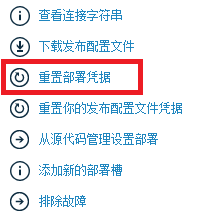 查看连接字符串
下载发布配置文件
重置部署凭据
重置你的发布配置文件凭据
从源代码管理设置部署
添加新的部署槽
排除故障